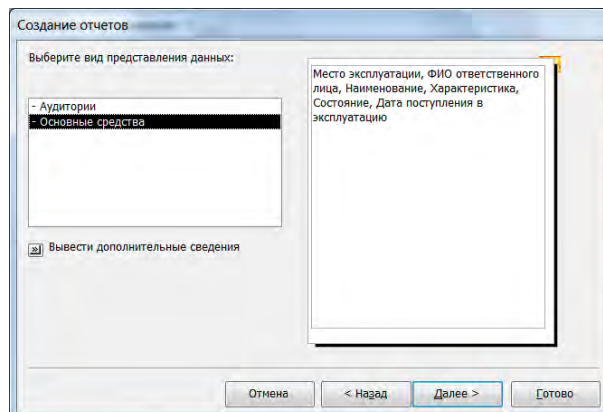 Создание отчетов
Выберите вид представления данных:
- Аудитории
- Основные средства
Место эксплуатации, ФИО ответственного
лица, Наименование, Характеристика,
Состояние, Дата поступления в
эксплуатацию
Вывести дополнительные сведения
Отмена
< Назад
Далее >
Готово